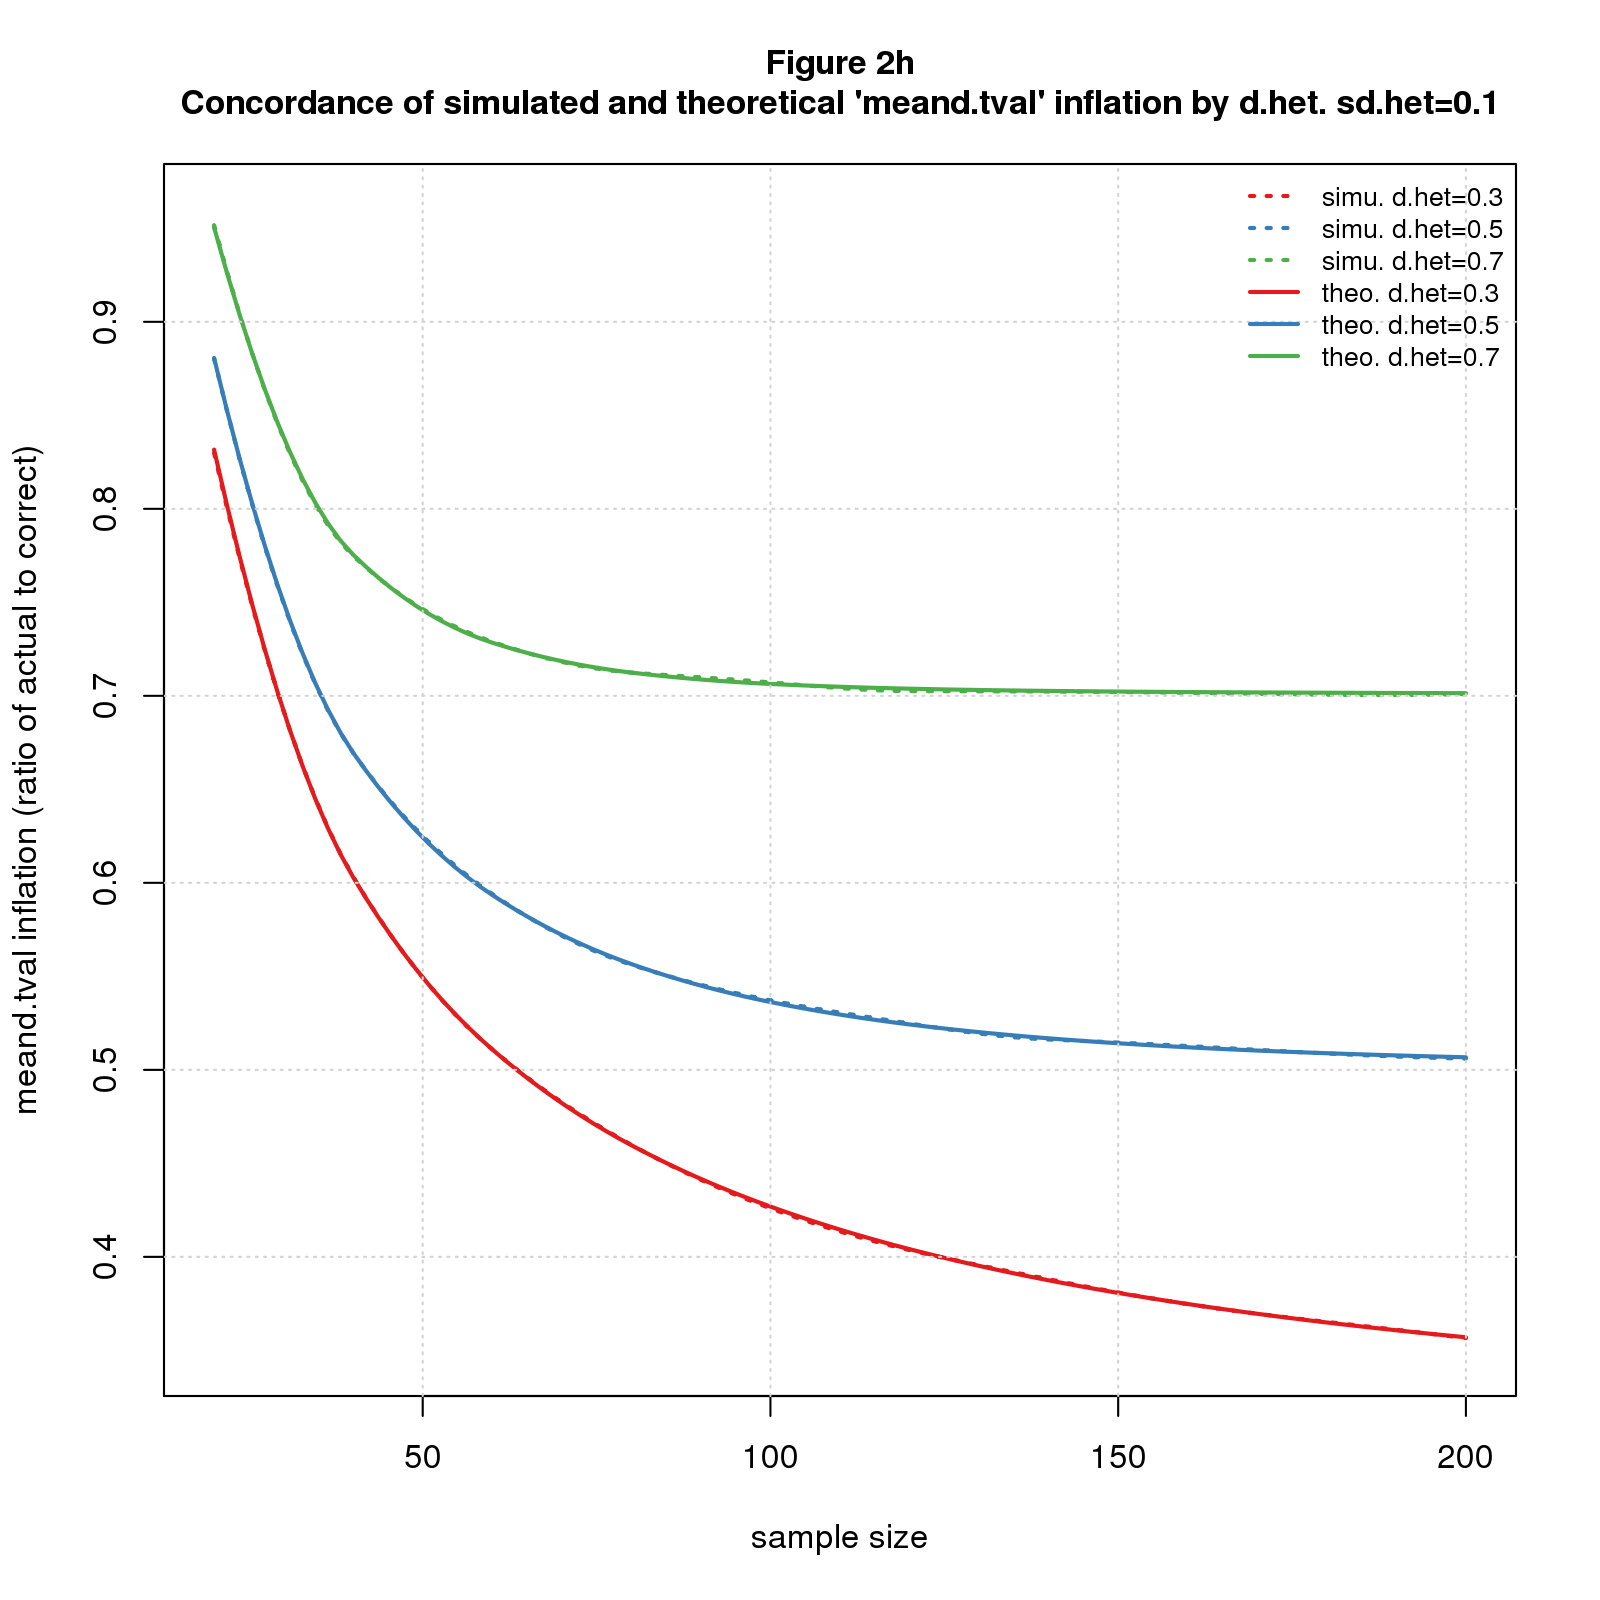 Figure 2h
Concordance of simulated and theoretical 'meand.tval' inflation by d.het. sd.het=0.1
simu. d.het=0.3
simu. d.het=0.5
simu. d.het=0.7
theo. d.het=0.3
theo. d.het=0.5
theo. d.het=0.7
meand.tval inflation (ratio of actual to correct)
0.9
0.8
0.7
0.6
0.5
0.4
50 100 150 200
sample size